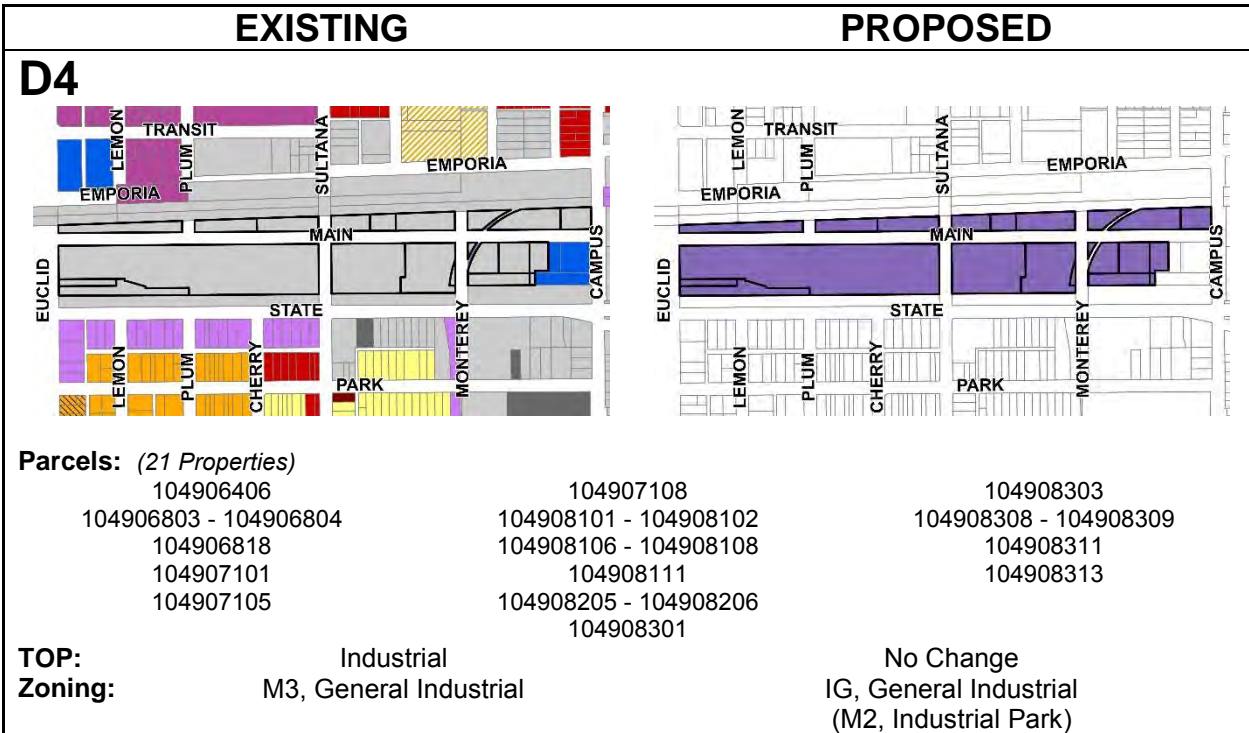 EXISTING
PROPOSED
D4
LEMON
TRANSIT
PLUM
SULTANA
EMPORIA
EMPORIA
MAIN
EUCLID
CAMPUS
STATE
LEMON
PLUM
CHERRY
PARK
MONTEREY
LEMON
TRANSIT
PLUM
SULTANA
EMPORIA
EMPORIA
MAIN
EUCLID
CAMPUS
STATE
LEMON
PLUM
CHERRY
PARK
MONTEREY
Parcels: (21 Properties)
104906406
104906803 - 104906804
104906818
104907101
104907105
104907108
104908101 - 104908102
104908106 - 104908108
104908111
104908205 - 104908206
104908301
104908303
104908308 - 104908309
104908311
104908313
TOP: Industrial No Change
Zoning: M3, General Industrial IG, General Industrial
(M2, Industrial Park)